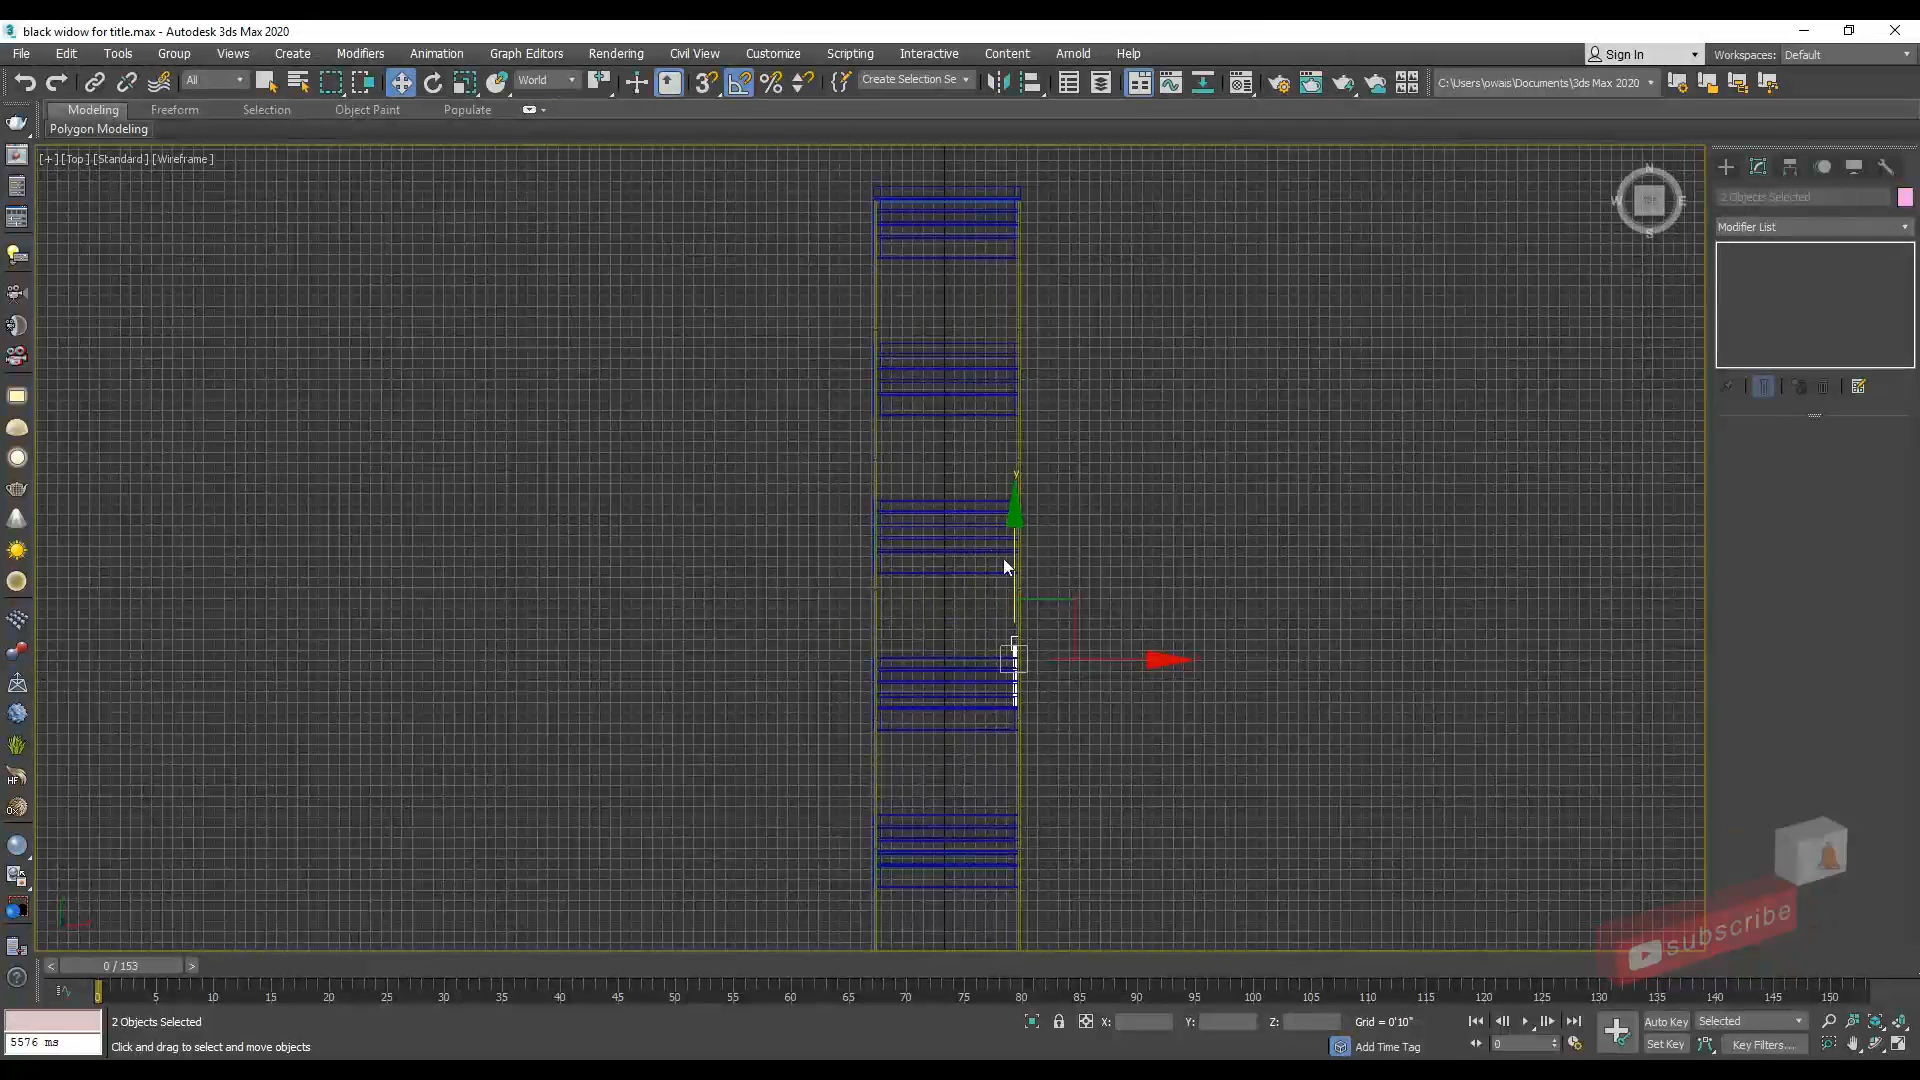 black widow for title.max - Autodesk 3ds Max 2020
File Edit Tools Group Views Create Modifiers Animation Graph Editors Rendering Civil View Customize Scripting Interactive Content Arnold Help
Sign In
Workspaces: Default
All
World
Create Selection Se
C:\Users\owais\Documents\3ds Max 2020
Modeling Freeform Selection Object Paint Populate
Polygon Modeling
[+] [Top] [Standard] [Wireframe]
N
W
E
S
2 Objects Selected
Modifier List
y
HF
subscribe
< 0 / 153 >
0 5 10 15 20 25 30 35 40 45 50 55 60 65 70 75 80 85 90 95 100 105 110 115 120 125 130 135 140 145 150
2 Objects Selected
X: Y: Z: Grid = 0'10"
Auto Key Selected
5576 ms
Click and drag to select and move objects
Add Time Tag
0
Set Key Key Filters...